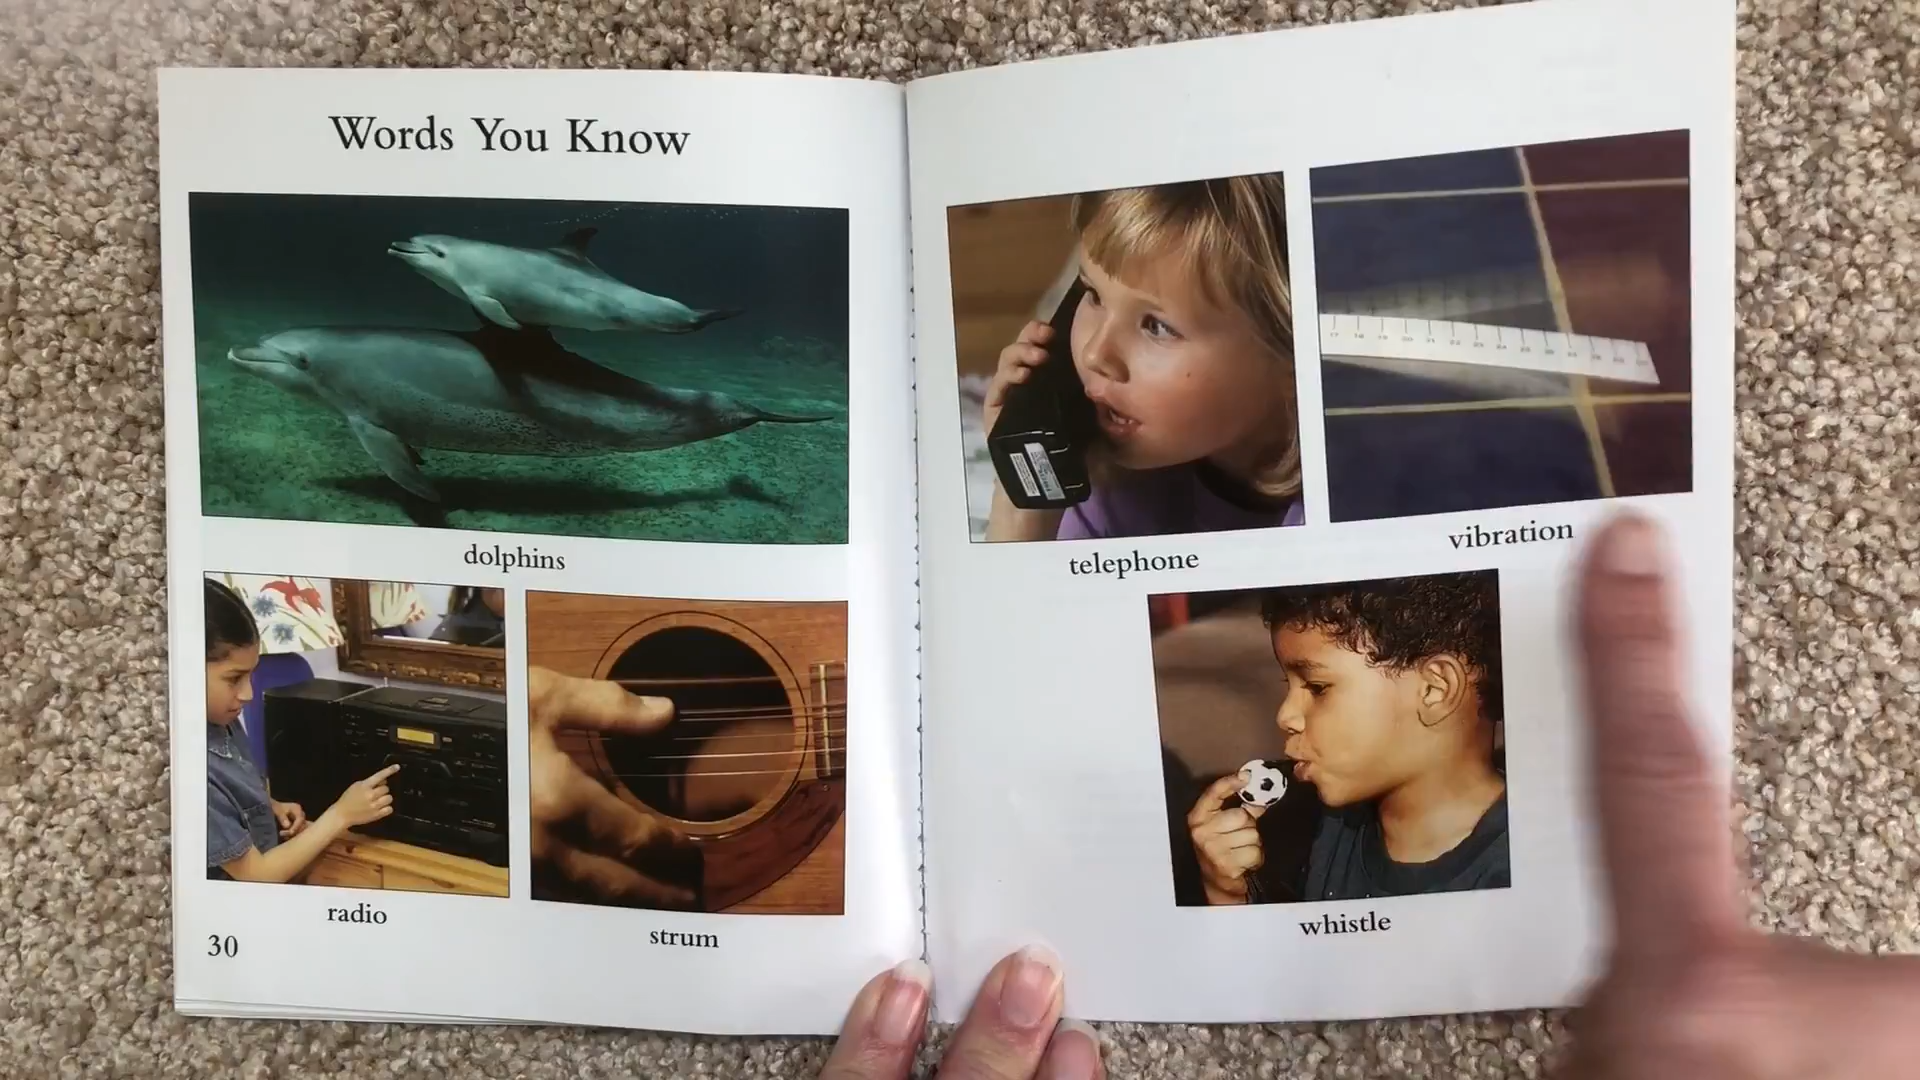 Words You Know
dolphins
radio
strum
30
telephone
vibration
whistle